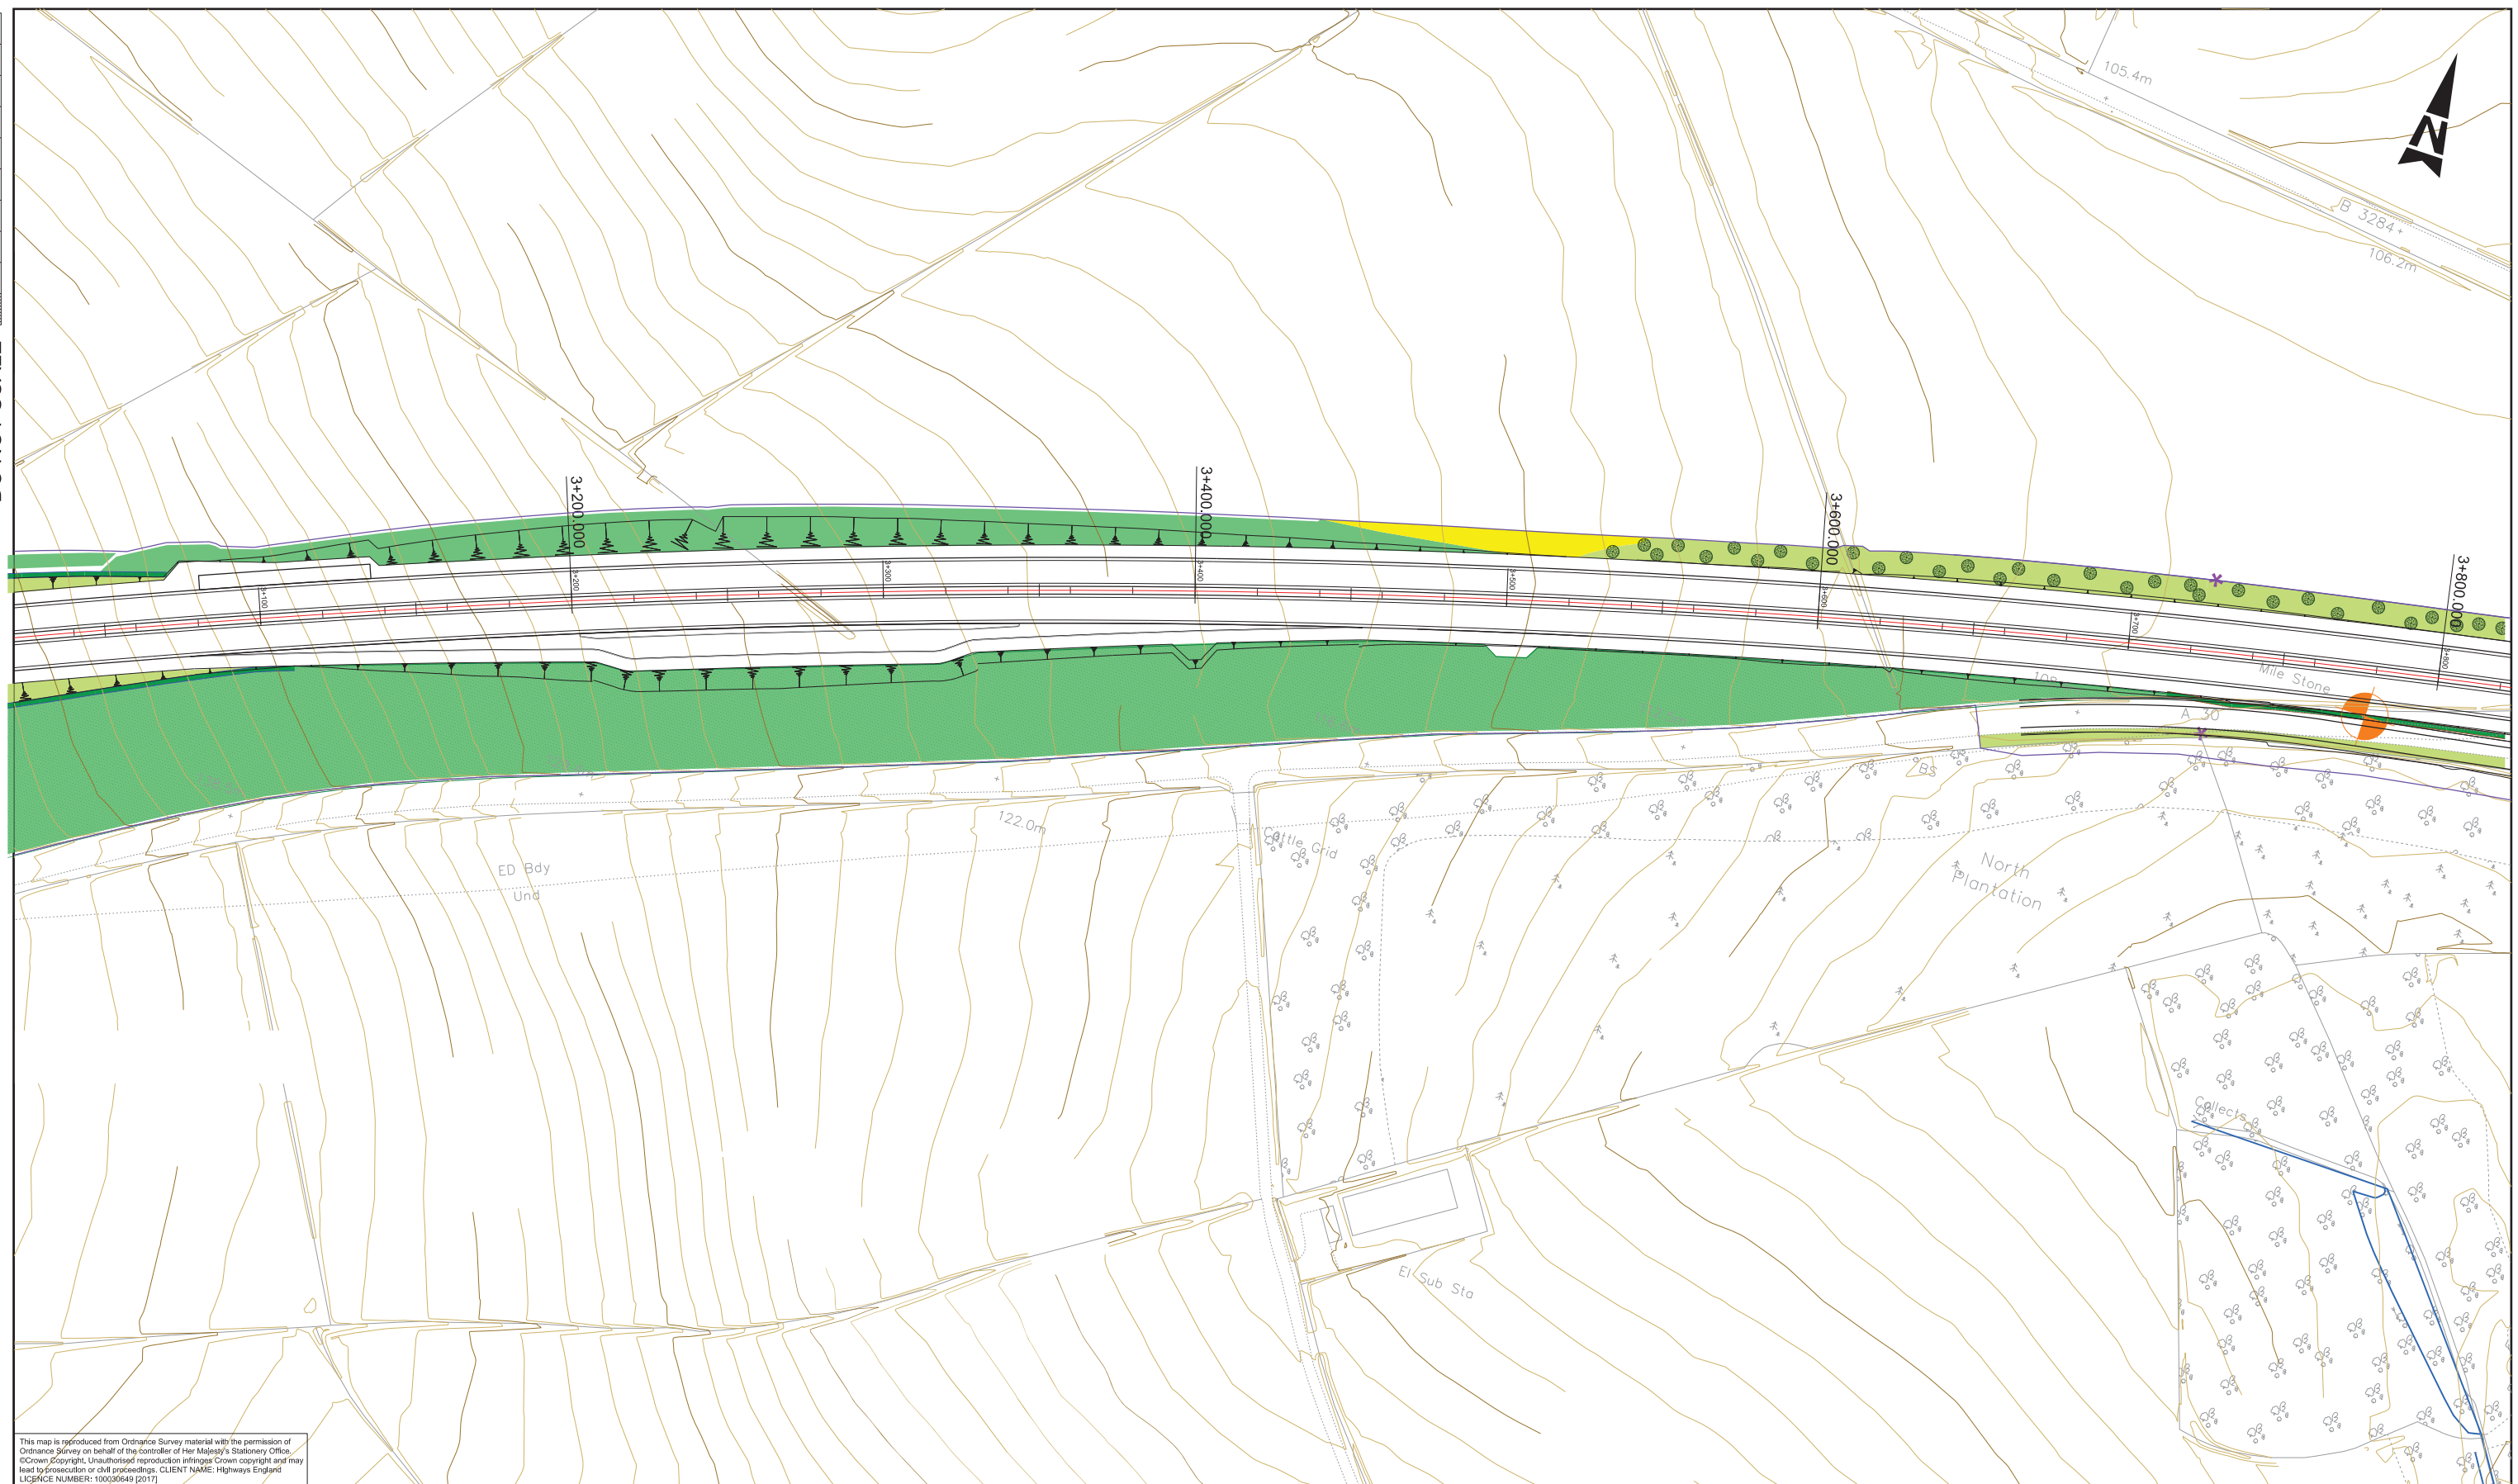 105.4m
N
B 3284
106.2m
3+200.000
3+400.000
3+600.000
3+800.000
3+100
3+200
3+300
3+400
3+500
3+600
3+700
3+800
Mile Stone
A 30
BS
122.0m
Cattle Grid
ED Bdy
Und
North
Plantation
Collects
El Sub Sta
This map is reproduced from Ordnance Survey material with the permission of
Ordnance Survey on behalf of the controller of Her Majesty's Stationery Office.
©Crown Copyright, Unauthorised reproduction infringes Crown copyright and may
lead to prosecution or civil proceedings. CLIENT NAME: Highways England
LICENCE NUMBER: 100030649 [2017]